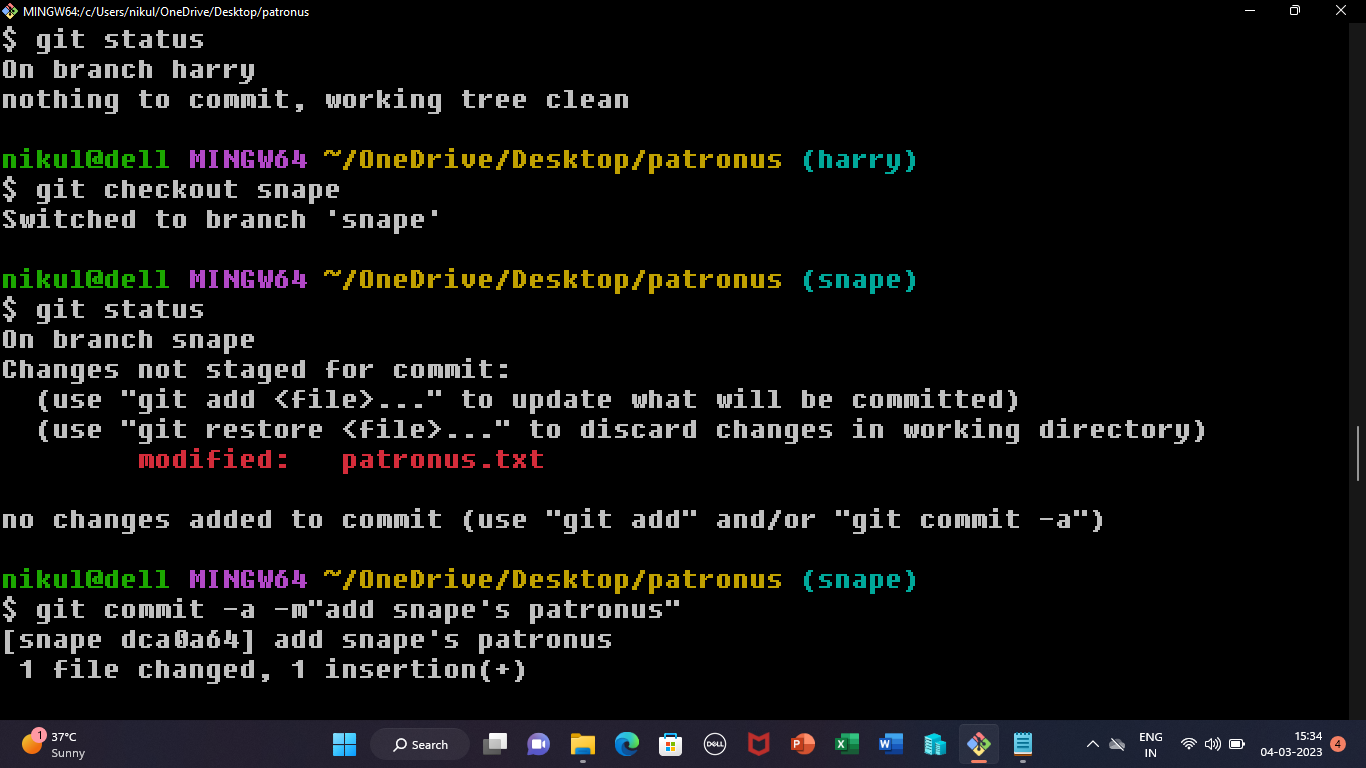 MINGW64:/c/Users/nikul/OneDrive/Desktop/patronus
$ git status
On branch harry
nothing to commit, working tree clean
nikul@dell MINGW64 ~/OneDrive/Desktop/patronus (harry)
$ git checkout snape
Switched to branch 'snape'
nikul@dell MINGW64 ~/OneDrive/Desktop/patronus (snape)
$ git status
On branch snape
Changes not staged for commit:
  (use "git add <file>..." to update what will be committed)
  (use "git restore <file>..." to discard changes in working directory)
        modified:   patronus.txt
no changes added to commit (use "git add" and/or "git commit -a")
nikul@dell MINGW64 ~/OneDrive/Desktop/patronus (snape)
$ git commit -a -m"add snape's patronus"
[snape dca0a64] add snape's patronus
 1 file changed, 1 insertion(+)
1
37°C
Sunny
Search
DELL
ENG
IN
15:34
04-03-2023
4